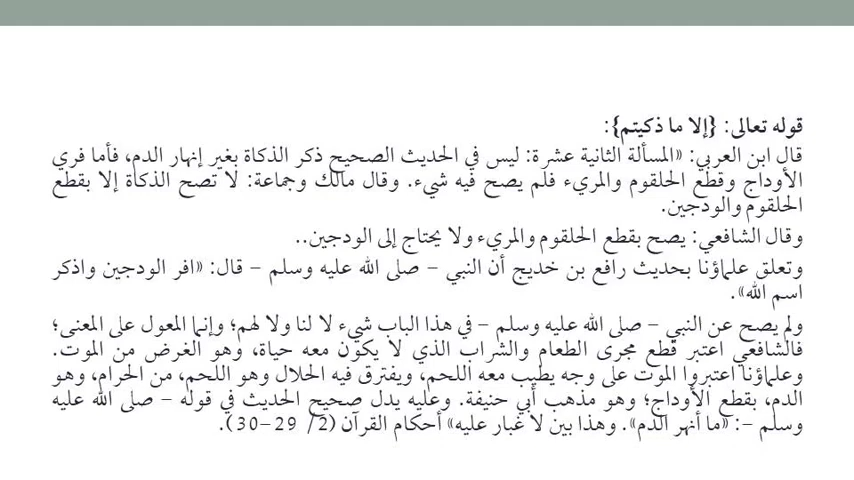 قوله تعالى: {إلا ما ذكيتم}:
قال ابن العربي: «المسألة الثانية عشرة: ليس في الحديث الصحيح ذكر الذكاة بغير إنهار الدم، فأما فري
الأوداج وقطع الحلقوم والمريء فلم يصح فيه شيء. وقال مالك وجماعة: لا تصح الذكاة إلا بقطع
الحلقوم والودجين.
وقال الشافعي: يصح بقطع الحلقوم والمريء ولا يحتاج إلى الودجين..
وتعلق علماؤنا بحديث رافع بن خديج أن النبي – صلى الله عليه وسلم – قال: «افر الودجين واذكر
اسم الله».
ولم يصح عن النبي – صلى الله عليه وسلم – في هذا الباب شيء لا لنا ولا لهم؛ وإنما المعول على المعنى؛
فالشافعي اعتبر قطع مجرى الطعام والشراب الذي لا يكون معه حياة، وهو الغرض من الموت.
وعلماؤنا اعتبروا الموت على وجه يطيب معه اللحم، ويفترق فيه الحلال وهو اللحم، من الحرام، وهو
الدم، بقطع الأوداج؛ وهو مذهب أبي حنيفة. وعليه يدل صحيح الحديث في قوله – صلى الله عليه
وسلم –: «ما أنهر الدم». وهذا بين لا غبار عليه» أحكام القرآن (2/ 29–30).